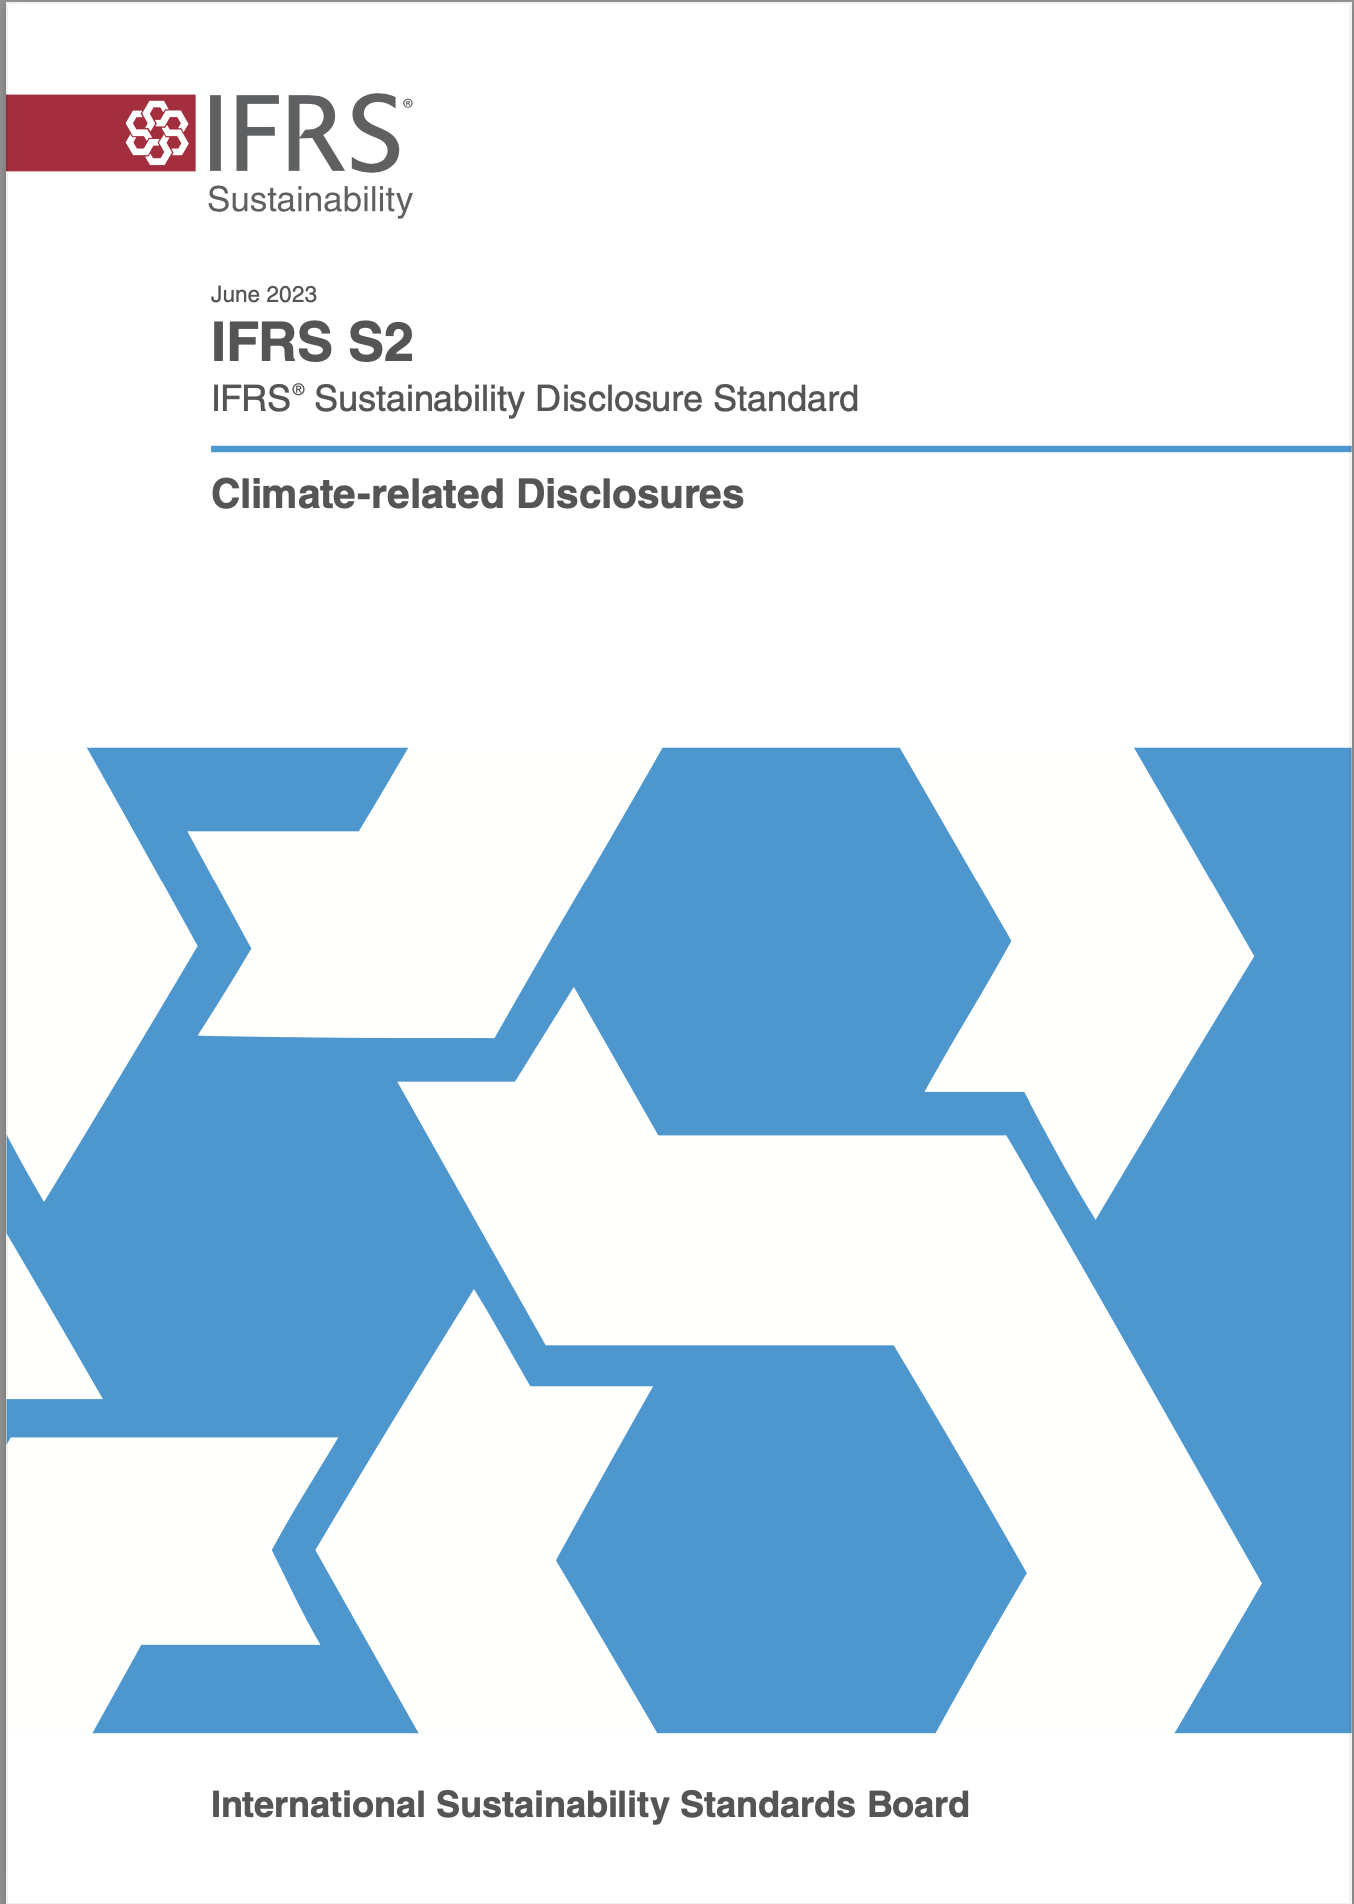 IFRS®
Sustainability
June 2023
IFRS S2
IFRS® Sustainability Disclosure Standard
Climate-related Disclosures
International Sustainability Standards Board